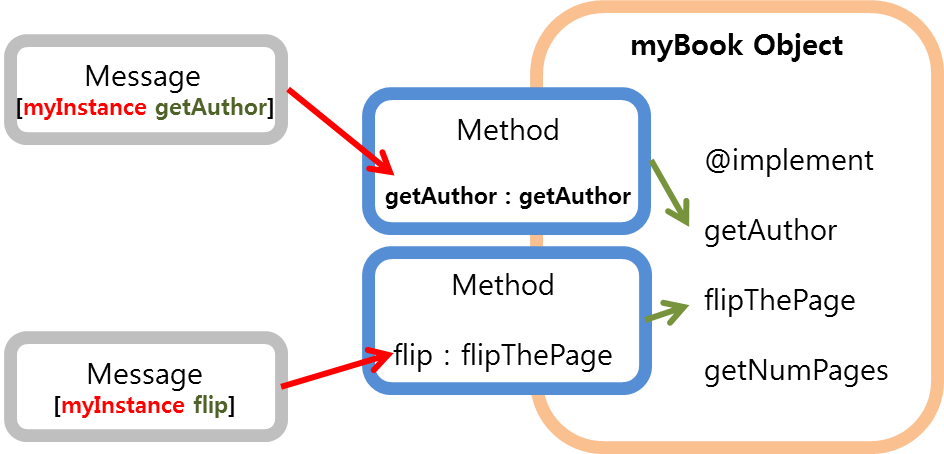 Message
[myInstance getAuthor]
Method
getAuthor : getAuthor
Method
flip : flipThePage
Message
[myInstance flip]
myBook Object
@implement
getAuthor
flipThePage
getNumPages